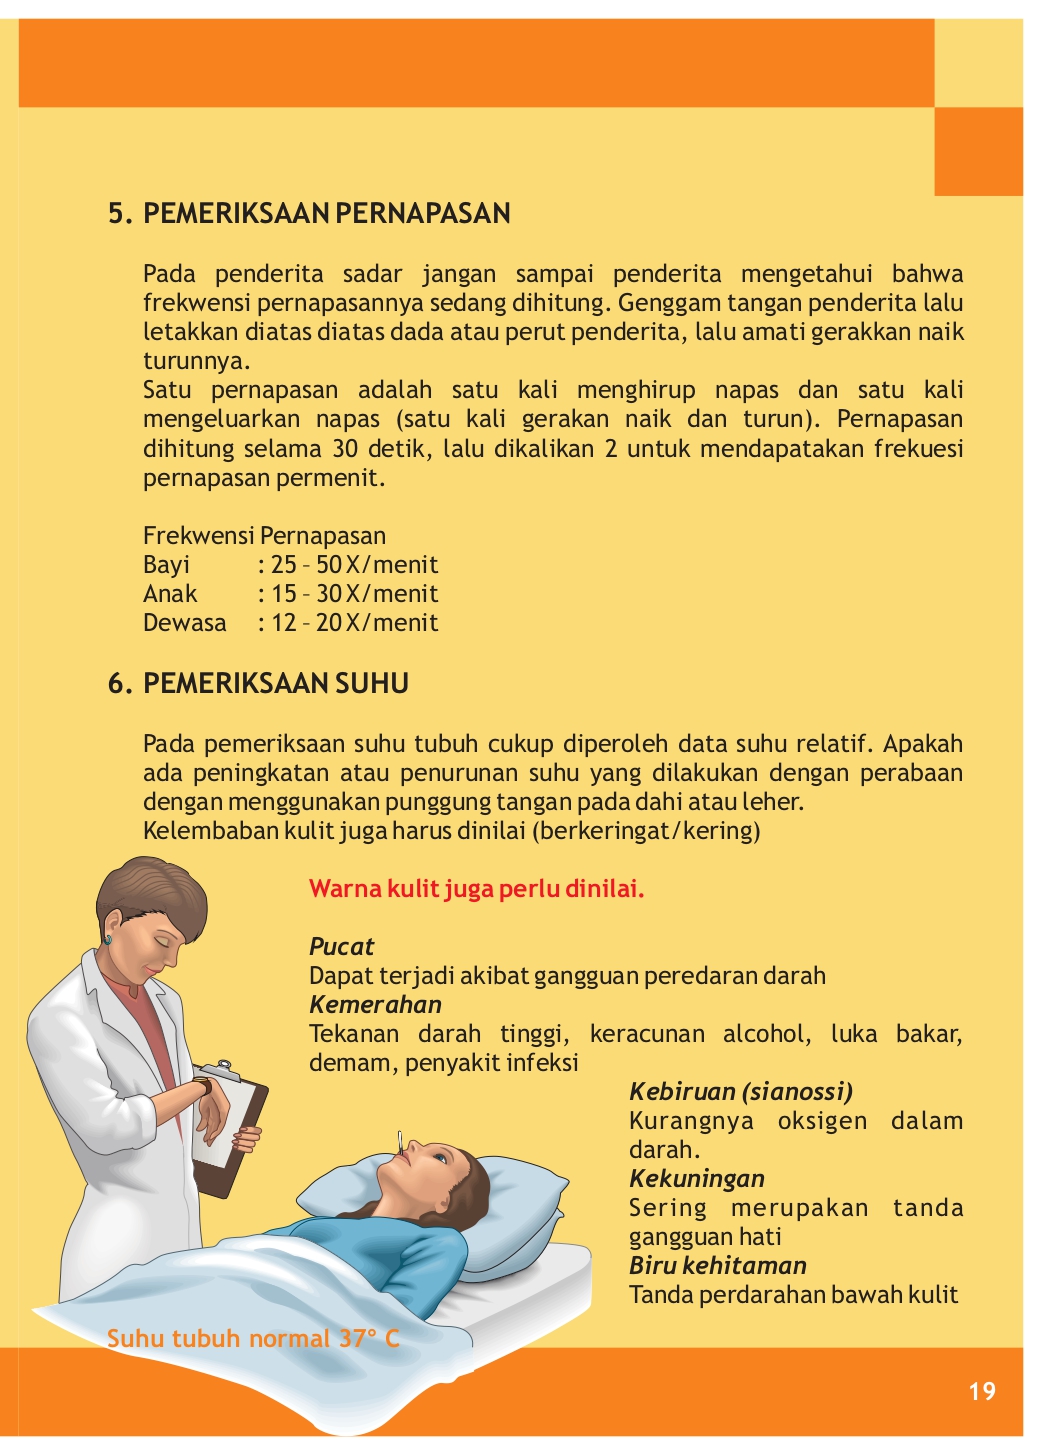 5. PEMERIKSAAN PERNAPASAN
Pada penderita sadar jangan sampai penderita mengetahui bahwa
frekwensi pernapasannya sedang dihitung. Genggam tangan penderita lalu
letakkan diatas diatas dada atau perut penderita, lalu amati gerakkan naik
turunnya.
Satu pernapasan adalah satu kali menghirup napas dan satu kali
mengeluarkan napas (satu kali gerakan naik dan turun). Pernapasan
dihitung selama 30 detik, lalu dikalikan 2 untuk mendapatakan frekuesi
pernapasan permenit.
Frekwensi Pernapasan
Bayi : 25 – 50 X/menit
Anak : 15 – 30 X/menit
Dewasa : 12 – 20 X/menit
6. PEMERIKSAAN SUHU
Pada pemeriksaan suhu tubuh cukup diperoleh data suhu relatif. Apakah
ada peningkatan atau penurunan suhu yang dilakukan dengan perabaan
dengan menggunakan punggung tangan pada dahi atau leher.
Kelembaban kulit juga harus dinilai (berkeringat/kering)
Warna kulit juga perlu dinilai.
Pucat
Dapat terjadi akibat gangguan peredaran darah
Kemerahan
Tekanan darah tinggi, keracunan alcohol, luka bakar,
demam, penyakit infeksi
Kebiruan (sianossi)
Kurangnya oksigen dalam
darah.
Kekuningan
Sering merupakan tanda
gangguan hati
Biru kehitaman
Tanda perdarahan bawah kulit
Suhu tubuh normal 37° C
19